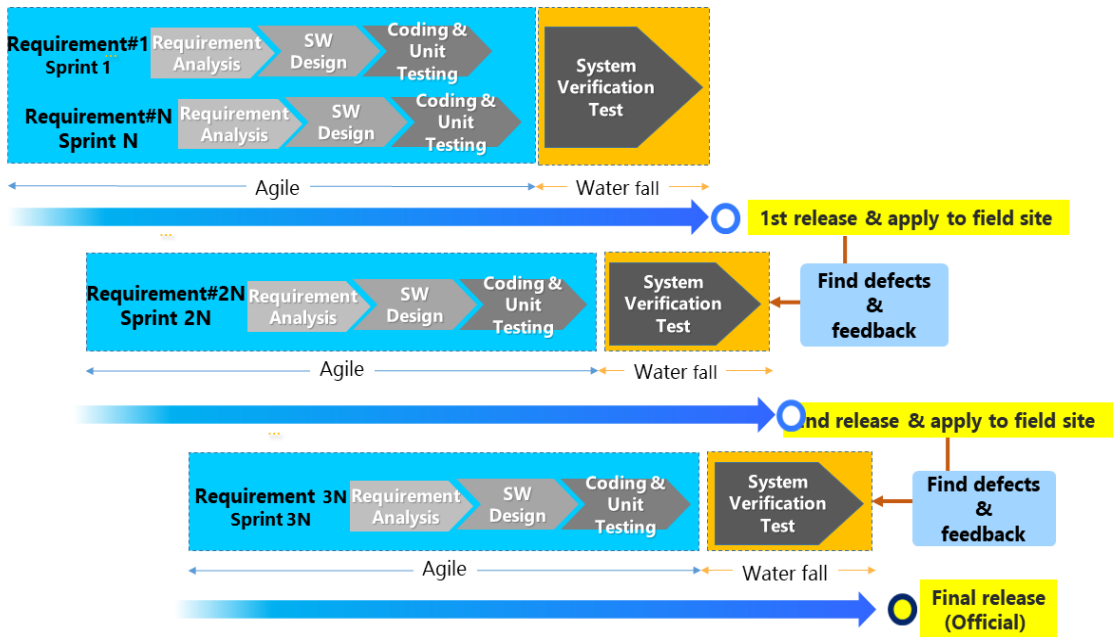 Requirement#1
Sprint 1
...
Requirement
Analysis
SW
Design
Coding &
Unit
Testing
Requirement#N
Sprint N
Requirement
Analysis
SW
Design
Coding &
Unit
Testing
System
Verification
Test
Agile
Water fall
1st release & apply to field site
...
Requirement#2N
Sprint 2N
Requirement
Analysis
SW
Design
Coding &
Unit
Testing
System
Verification
Test
Find defects
&
feedback
Agile
Water fall
nd release & apply to field site
...
Requirement 3N
Sprint 3N
Requirement
Analysis
SW
Design
Coding &
Unit
Testing
System
Verification
Test
Find defects
&
feedback
Agile
Water fall
Final release
(Official)